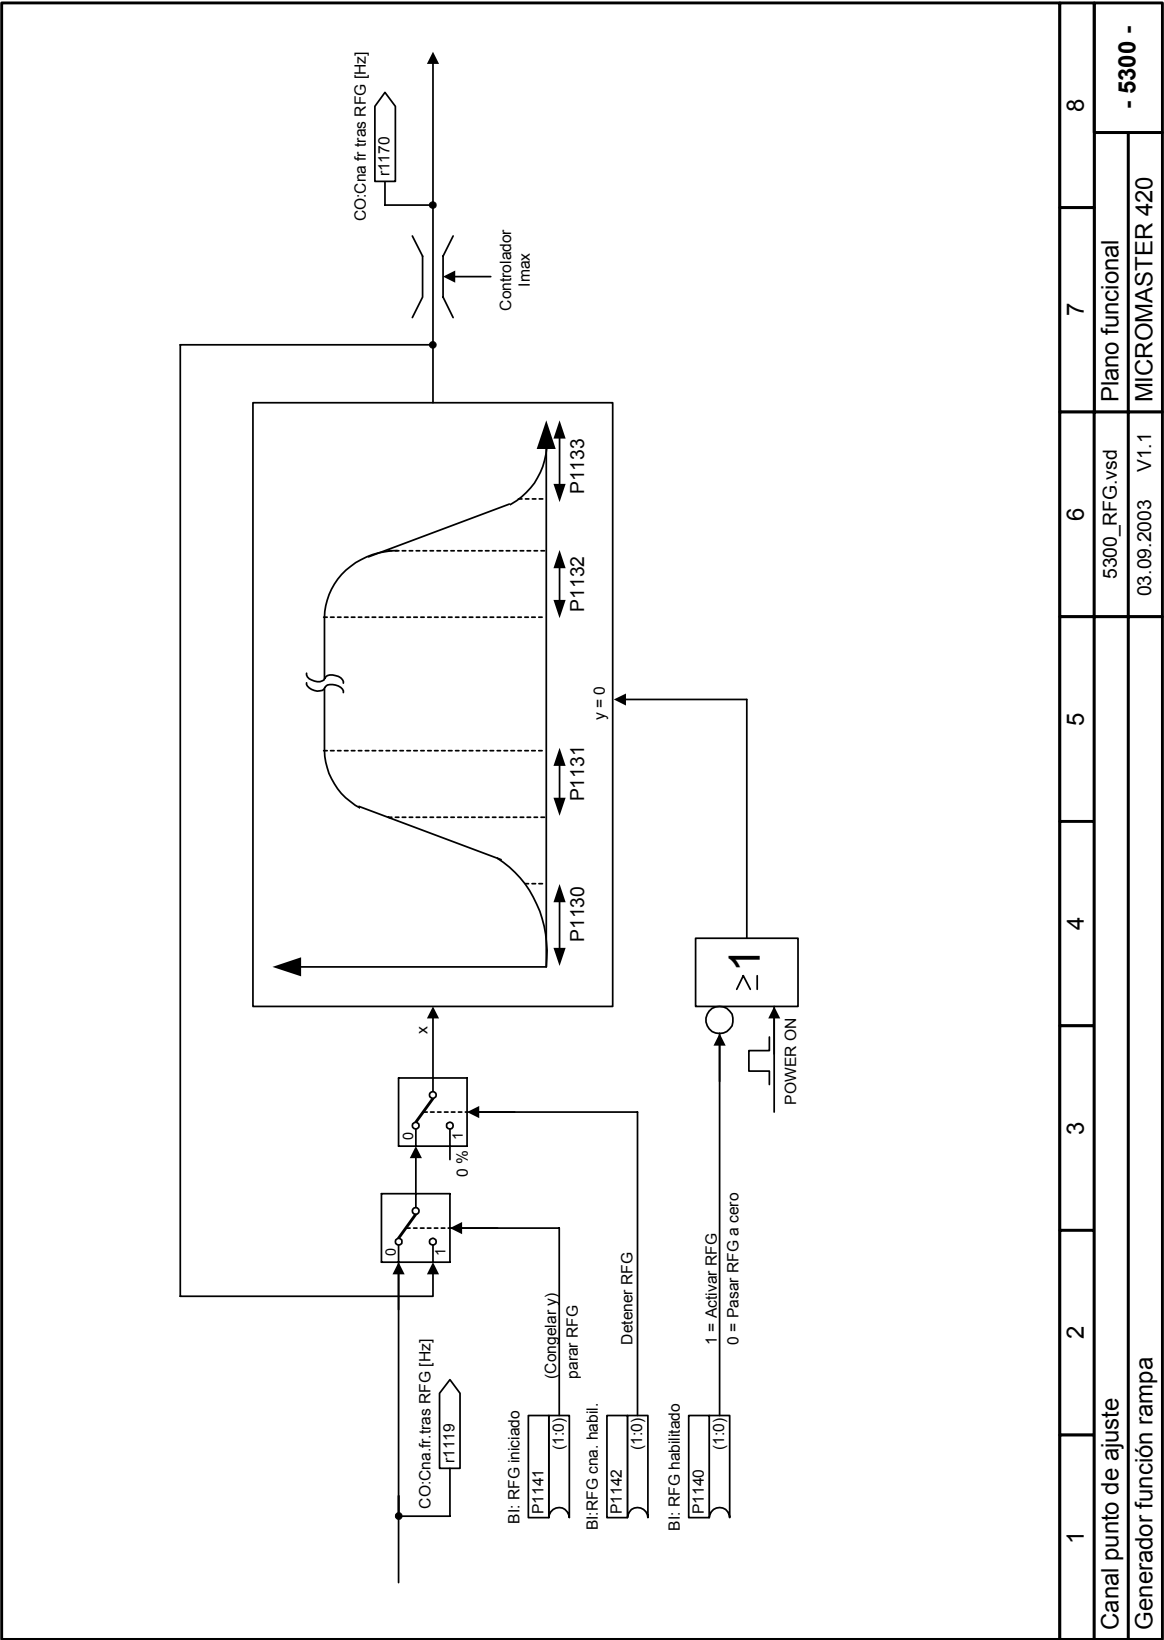 CO:Cna.fr.tras RFG [Hz]
r1119
BI: RFG iniciado
P1141
(1:0)
(Congelar y)
parar RFG
BI:RFG cna. habil.
P1142
(1:0)
Detener RFG
BI: RFG habilitado
P1140
(1:0)
1 = Activar RFG
0 = Pasar RFG a cero
0
1
0
1
0 %
x
POWER ON
≥1
y = 0
P1130
P1131
P1132
P1133
Controlador
Imax
CO:Cna fr tras RFG [Hz]
r1170
1
2
3
4
5
6
7
8
Canal punto de ajuste
5300_RFG.vsd
Plano funcional
- 5300 -
Generador función rampa
03.09.2003
V1.1
MICROMASTER 420